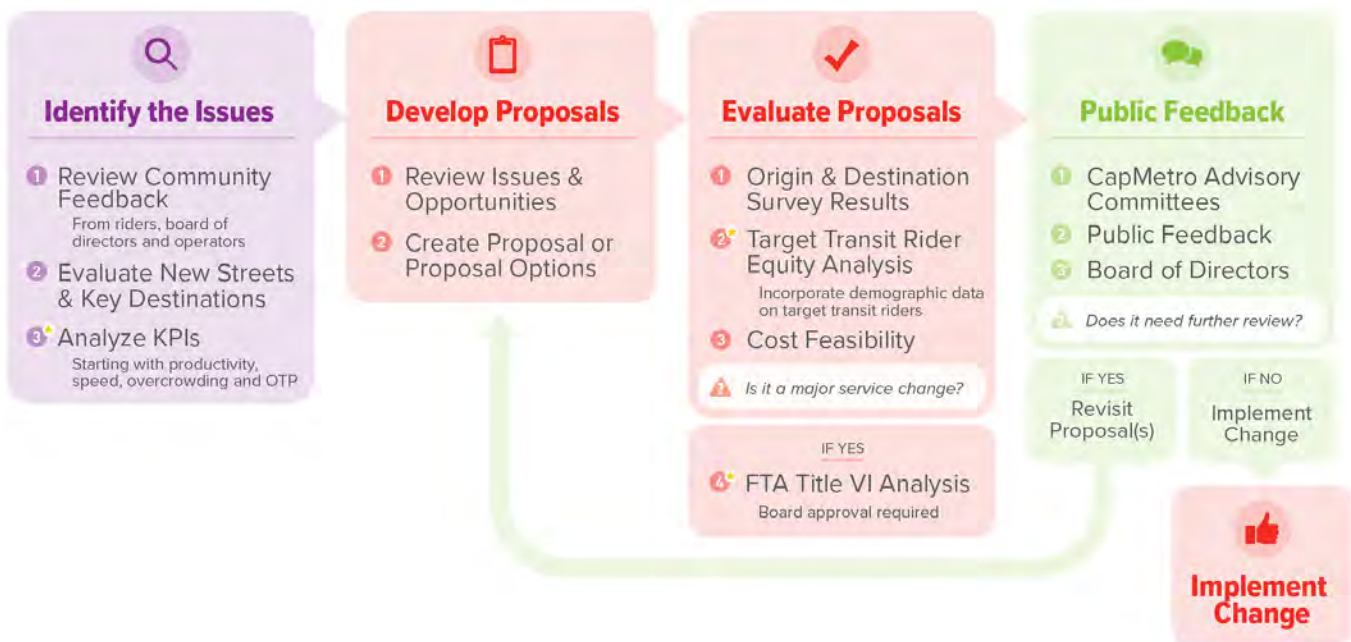 Identify the Issues
1 Review Community
Feedback
From riders, board of
directors and operators
2 Evaluate New Streets
& Key Destinations
3 Analyze KPIs
Starting with productivity,
speed, overcrowding and OTP
Develop Proposals
1 Review Issues &
Opportunities
2 Create Proposal or
Proposal Options
Evaluate Proposals
1 Origin & Destination
Survey Results
2 Target Transit Rider
Equity Analysis
Incorporate demographic data
on target transit riders
3 Cost Feasibility
? Is it a major service change?
IF YES
4 FTA Title VI Analysis
Board approval required
Public Feedback
1 CapMetro Advisory
Committees
2 Public Feedback
3 Board of Directors
? Does it need further review?
IF YES
Revisit
Proposal(s)
IF NO
Implement
Change
Implement
Change